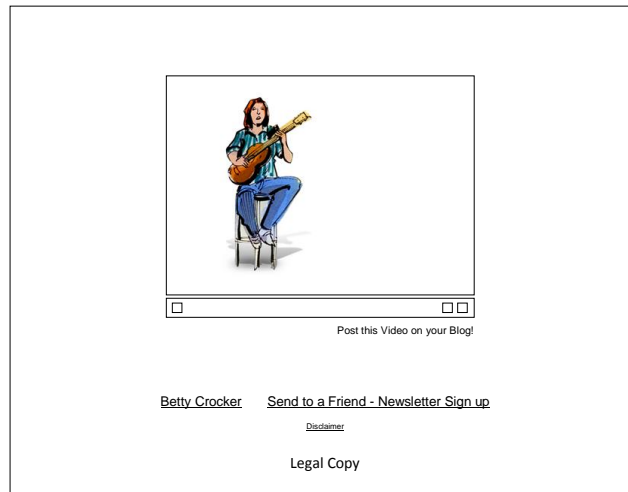 Post this Video on your Blog!
Betty Crocker Send to a Friend - Newsletter Sign up
Disclaimer
Legal Copy